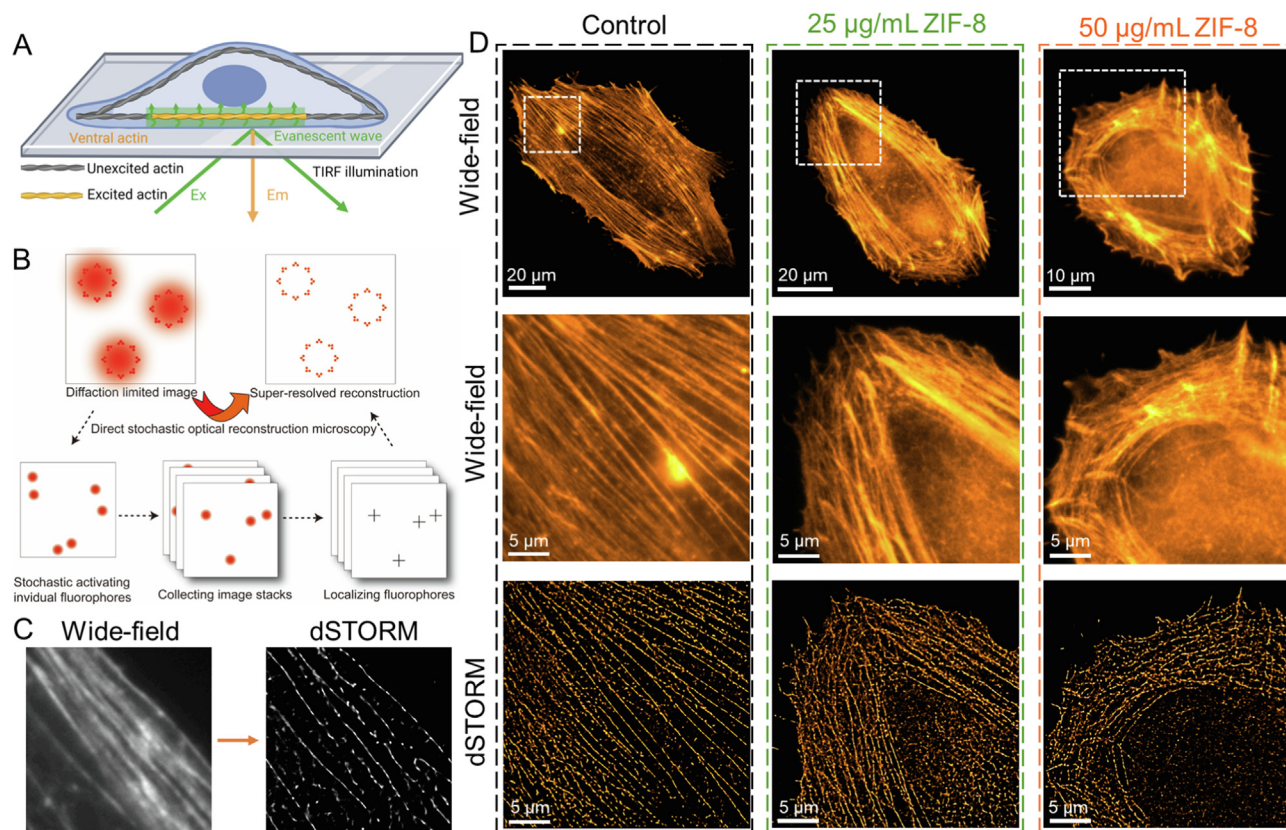 A
Ventral actin
Evanescent wave
Unexcited actin
TIRF illumination
Excited actin
Ex
Em
B
Diffraction limited image
Super-resolved reconstruction
Direct stochastic optical reconstruction microscopy
Stochastic activating
invidual fluorophores
Collecting image stacks
Localizing fluorophores
C
Wide-field
dSTORM
D
Control
25 µg/mL ZIF-8
50 µg/mL ZIF-8
Wide-field
20 µm
20 µm
10 µm
Wide-field
5 µm
5 µm
5 µm
dSTORM
5 µm
5 µm
5 µm